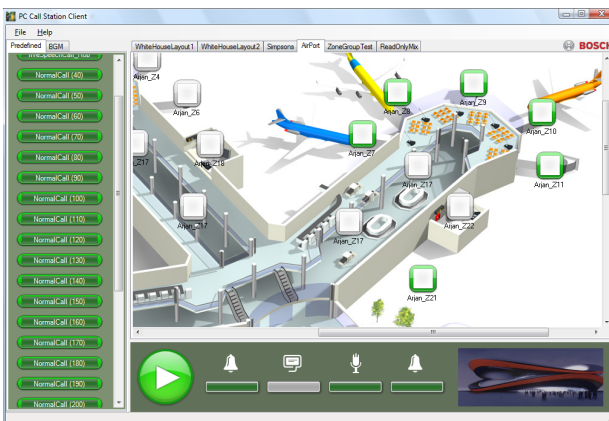 PC Call Station Client
File Help
Predefined BGM
WhiteHouseLayout1 WhiteHouseLayout2 Simpsons AirPort ZoneGroupTest ReadOnlyMix
BOSCH
NormalCall (40)
NormalCall (50)
NormalCall (60)
NormalCall (70)
NormalCall (80)
NormalCall (90)
NormalCall (100)
NormalCall (110)
NormalCall (120)
NormalCall (130)
NormalCall (140)
NormalCall (150)
NormalCall (160)
NormalCall (170)
NormalCall (180)
NormalCall (190)
NormalCall (200)
Arjan_Z4
Arjan_Z6
Arjan_Z8
Arjan_Z9
Arjan_Z10
Arjan_Z7
Arjan_Z17
Arjan_Z18
Arjan_Z17
Arjan_Z11
Arjan_Z17
Arjan_Z17
Arjan_Z22
Arjan_Z21